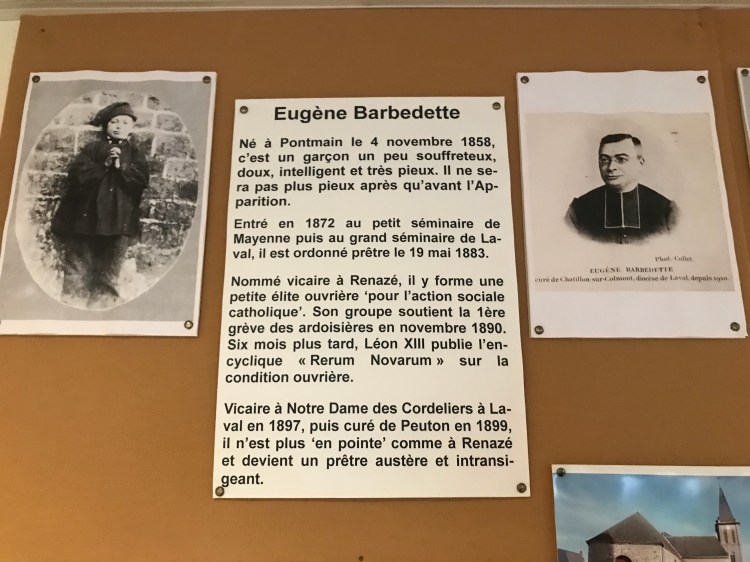 Eugène Barbedette
Né à Pontmain le 4 novembre 1858,
c'est un garçon un peu souffreteux,
doux, intelligent et très pieux. Il ne se-
ra pas plus pieux après qu'avant l'Ap-
parition.
Entré en 1872 au petit séminaire de
Mayenne puis au grand séminaire de La-
val, il est ordonné prêtre le 19 mai 1883.
Nommé vicaire à Renazé, il y forme une
petite élite ouvrière 'pour l'action sociale
catholique'. Son groupe soutient la 1ère
grève des ardoisières en novembre 1890.
Six mois plus tard, Léon XIII publie l'en-
cyclique « Rerum Novarum » sur la
condition ouvrière.
Vicaire à Notre Dame des Cordeliers à La-
val en 1897, puis curé de Peuton en 1899,
il n'est plus 'en pointe' comme à Renazé
et devient un prêtre austère et intransi-
geant.
Phot. Collet.
EUGÈNE BARBEDETTE
curé de Chatillon-sur-Colmont, diocèse de Laval, depuis 1910.